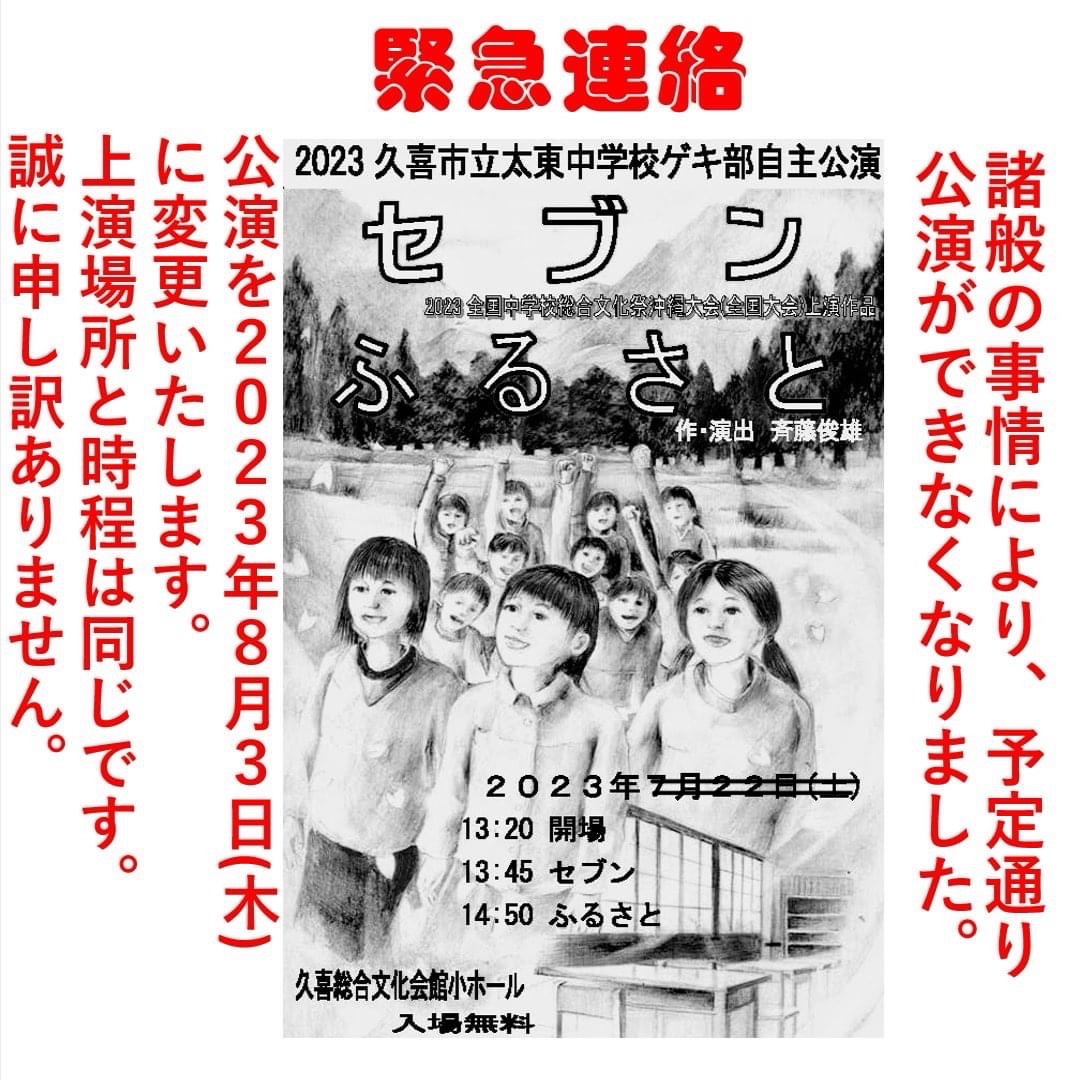 緊急連絡
諸般の事情により、予定通り
公演ができなくなりました。
2023 久喜市立太東中学校ゲキ部自主公演
セブン
2023 全国中学校総合文化祭沖縄大会(全国大会)上演作品
ふるさと
作・演出 斉藤俊雄
２０２３年７月２２日(土)
13:20 開場
13:45 セブン
14:50 ふるさと
久喜総合文化会館小ホール
入場無料
公演を２０２３年８月３日(木)
に変更いたします。
上演場所と時程は同じです。
誠に申し訳ありません。